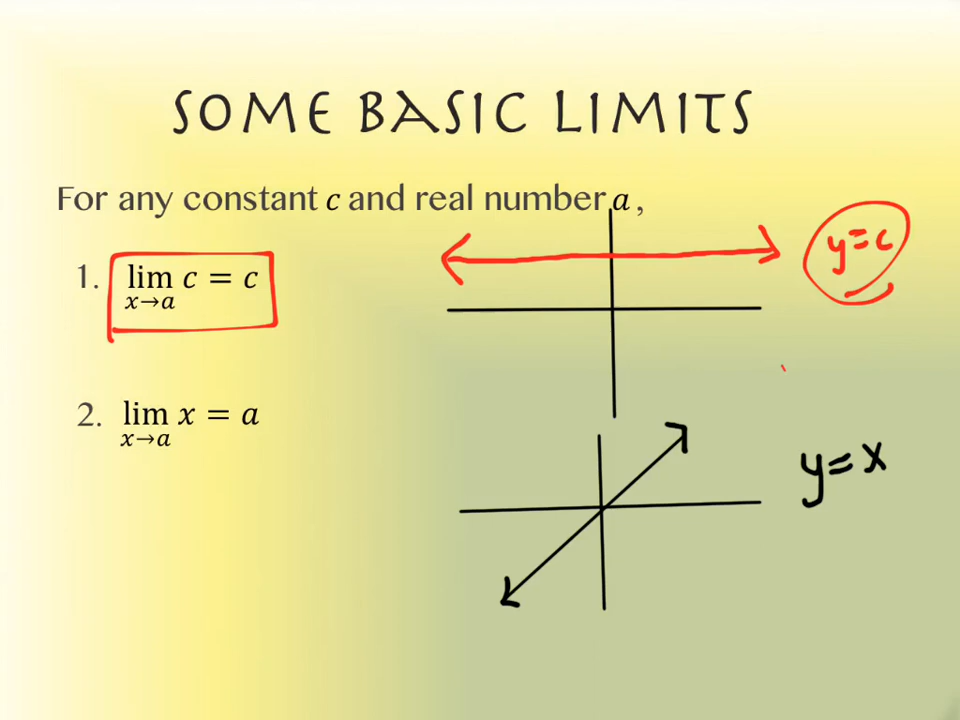 SOME BASIC LIMITS
For any constant c and real number a,
y=c
1. lim c = c
x→a
2. lim x = a
x→a
y=x